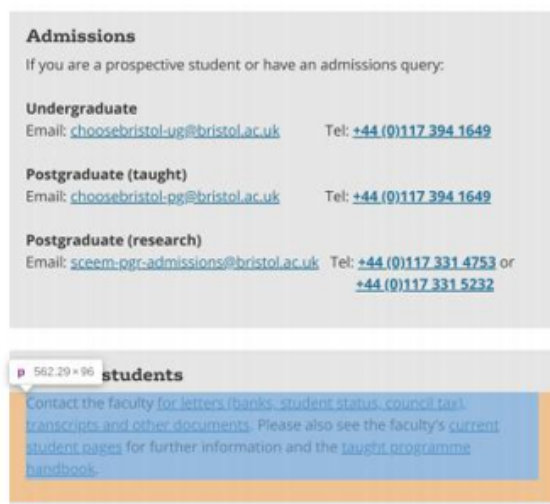 Admissions
If you are a prospective student or have an admissions query:
Undergraduate
Email: choosebristol-ug@bristol.ac.uk Tel: +44 (0)117 394 1649
Postgraduate (taught)
Email: choosebristol-pg@bristol.ac.uk Tel: +44 (0)117 394 1649
Postgraduate (research)
Email: sceem-pgr-admissions@bristol.ac.uk Tel: +44 (0)117 331 4753 or
+44 (0)117 331 5232
p 562.29 × 96 students
Contact the faculty for letters (banks, student status, council tax),
transcripts and other documents. Please also see the faculty's current
student pages for further information and the taught programme
handbook.